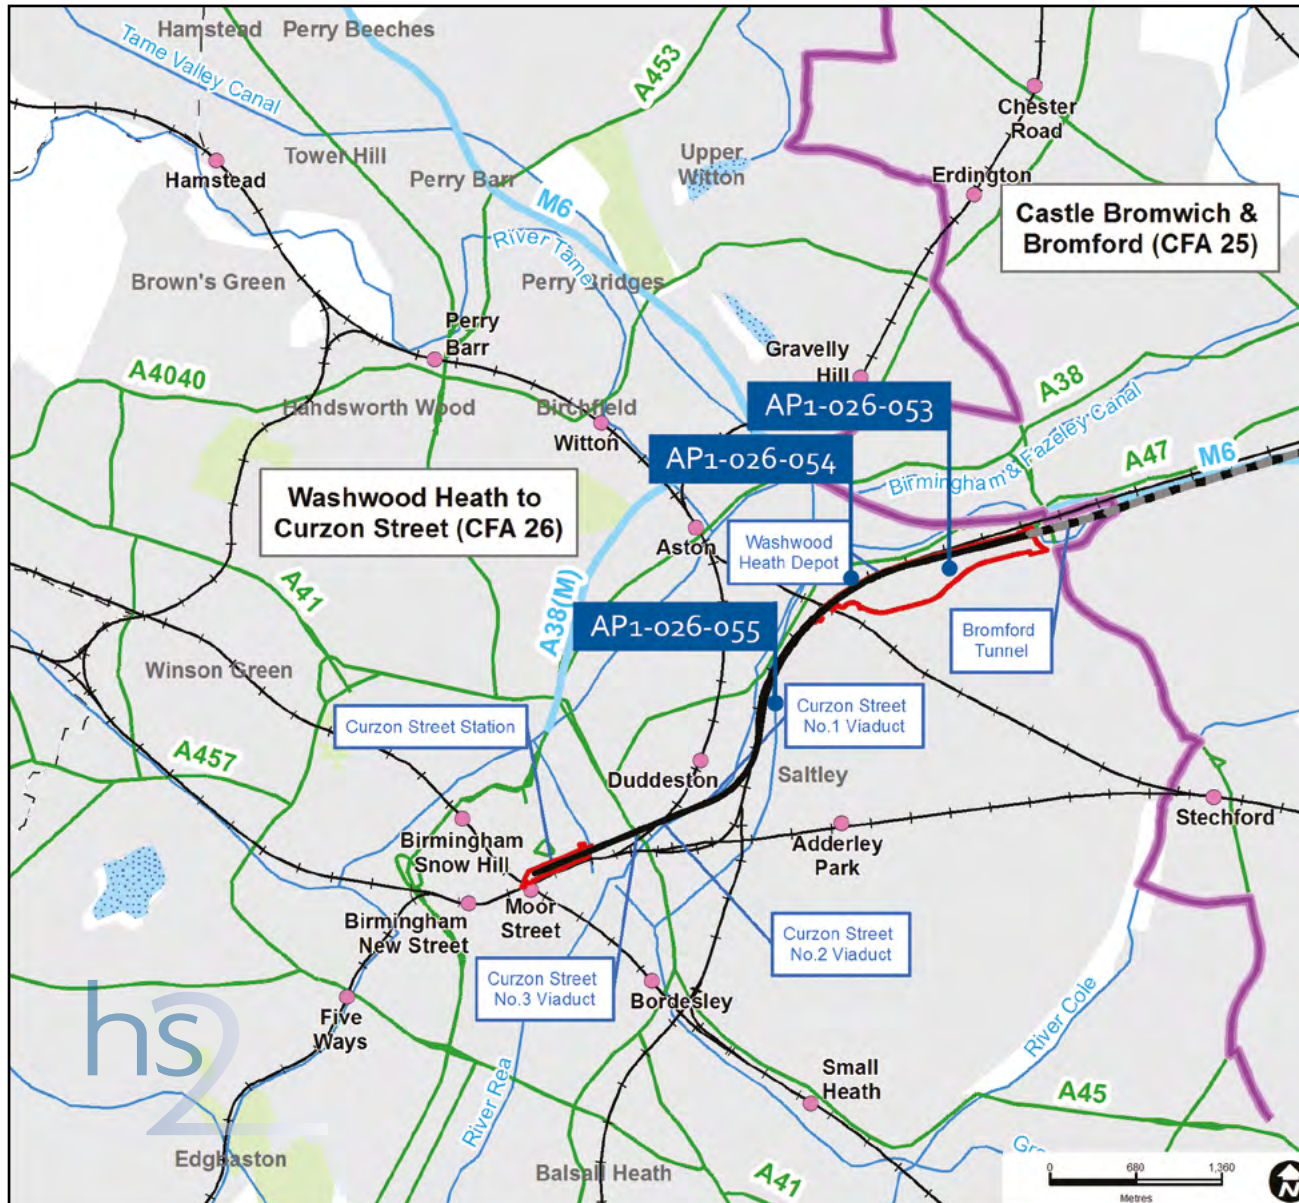 Hamstead
Perry Beeches
Tame Valley Canal
A453
Chester
Road
Hamstead
Tower Hill
Perry Barr
Upper
Witton
Erdington
M6
Castle Bromwich &
Bromford (CFA 25)
River Tame
Brown's Green
Perry Bridges
Perry
Barr
Gravelly
Hill
A4040
A38
Handsworth Wood
Birchfield
Witton
AP1-026-053
AP1-026-054
Birmingham & Fazeley Canal
A47
M6
Washwood Heath to
Curzon Street (CFA 26)
Aston
Washwood
Heath Depot
A41
A38(M)
AP1-026-055
Bromford
Tunnel
Winson Green
Curzon Street Station
Curzon Street
No.1 Viaduct
A457
Duddeston
Saltley
Stechford
Birmingham
Snow Hill
Adderley
Park
Moor
Street
Birmingham
New Street
Curzon Street
No.2 Viaduct
Curzon Street
No.3 Viaduct
Bordesley
River Cole
Five
Ways
hs2
Small
Heath
A45
River Rea
Edgbaston
Balsall Heath
A41
0 680 1,360
Metres
N